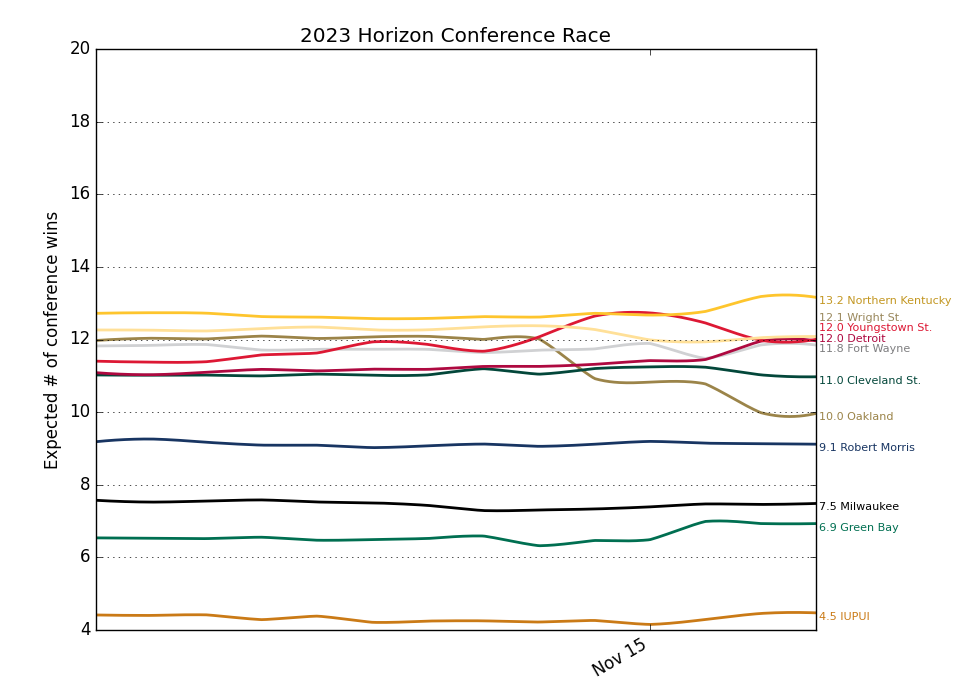 2023 Horizon Conference Race
Expected # of conference wins
20
18
16
14
12
10
8
6
4
13.2 Northern Kentucky
12.1 Wright St.
12.0 Youngstown St.
12.0 Detroit
11.8 Fort Wayne
11.0 Cleveland St.
10.0 Oakland
9.1 Robert Morris
7.5 Milwaukee
6.9 Green Bay
4.5 IUPUI
Nov 15